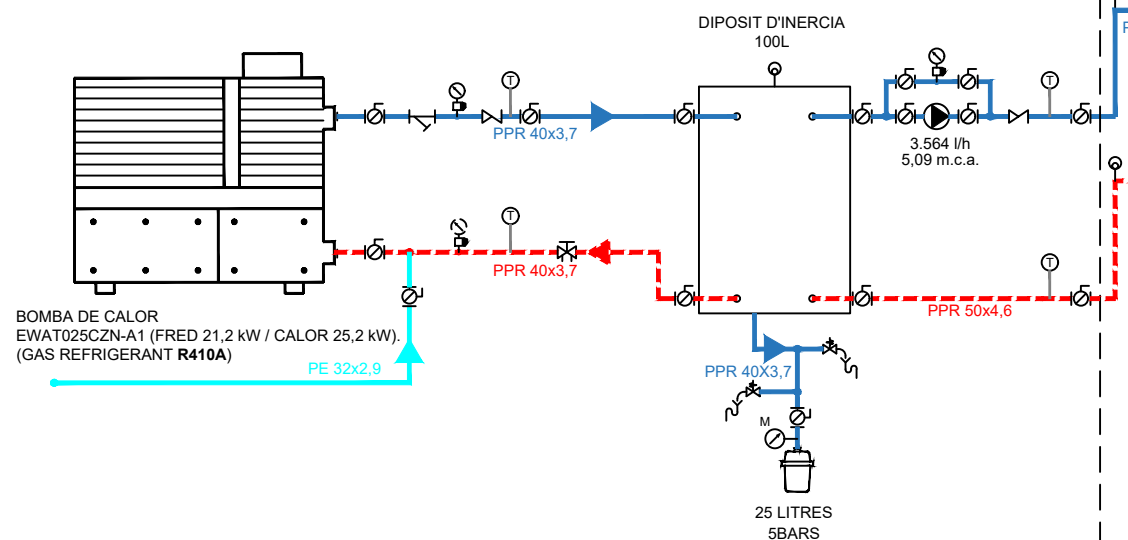 DIPOSIT D'INERCIA
100L
T
T
PPR 40x3,7
3.564 l/h
5,09 m.c.a.
T
PPR 40x3,7
T
PPR 50x4,6
BOMBA DE CALOR
EWAT025CZN-A1 (FRED 21,2 kW / CALOR 25,2 kW).
(GAS REFRIGERANT R410A)
PE 32x2,9
PPR 40X3,7
M
25 LITRES
5BARS